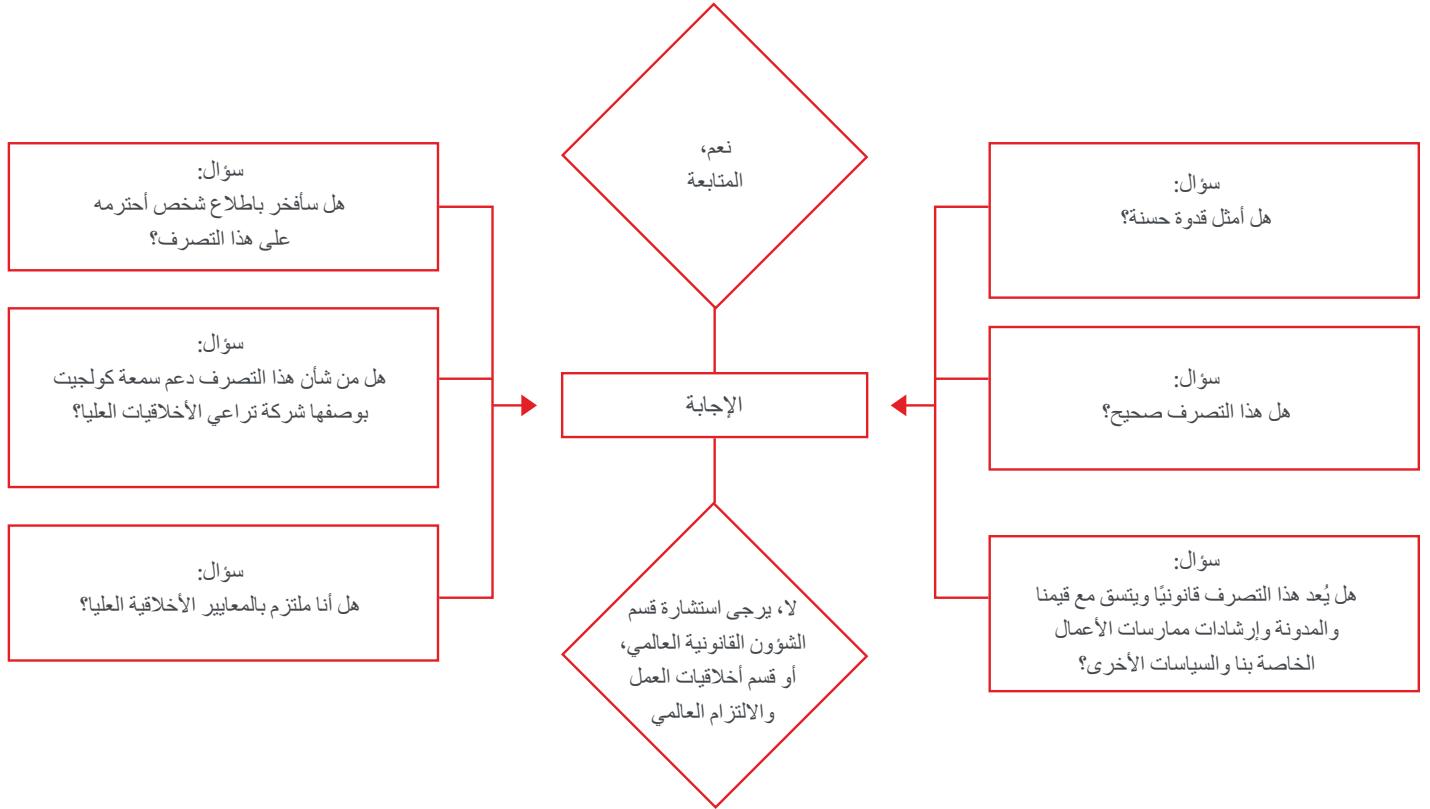 نعم،
المتابعة
سؤال:
هل أمثل قدوة حسنة؟
سؤال:
هل هذا التصرف صحيح؟
سؤال:
هل يُعد هذا التصرف قانونيًا ويتسق مع قيمنا
والمدونة وإرشادات ممارسات الأعمال
الخاصة بنا والسياسات الأخرى؟
الإجابة
سؤال:
هل سأفخر باطلاع شخص أحترمه
على هذا التصرف؟
سؤال:
هل من شأن هذا التصرف دعم سمعة كولجيت
بوصفها شركة تراعي الأخلاقيات العليا؟
سؤال:
هل أنا ملتزم بالمعايير الأخلاقية العليا؟
لا، يرجى استشارة قسم
الشؤون القانونية العالمي،
أو قسم أخلاقيات العمل
والالتزام العالمي